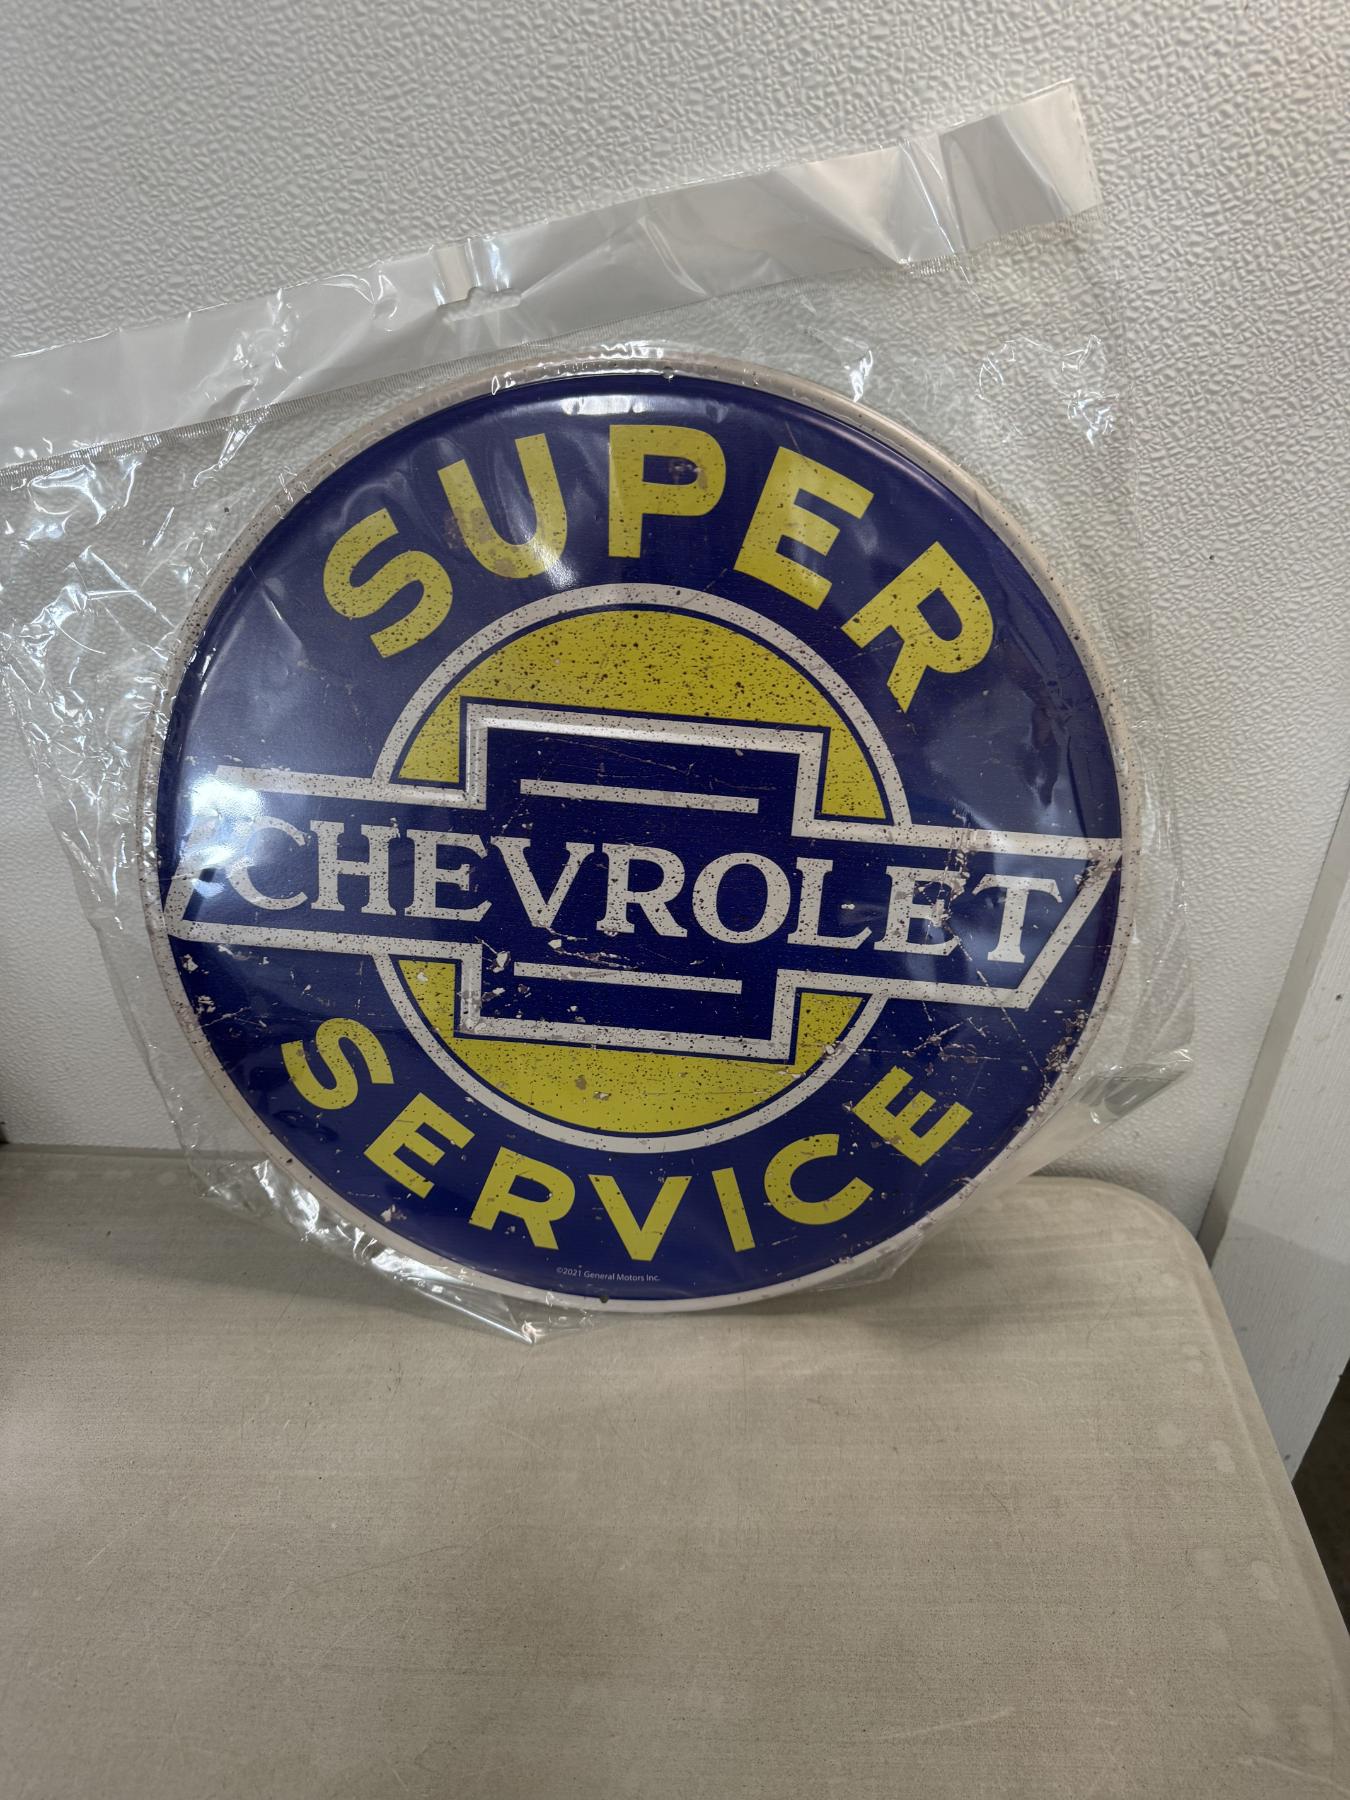 SUPER
CHEVROLET
SERVICE
©2021 General Motors Inc.